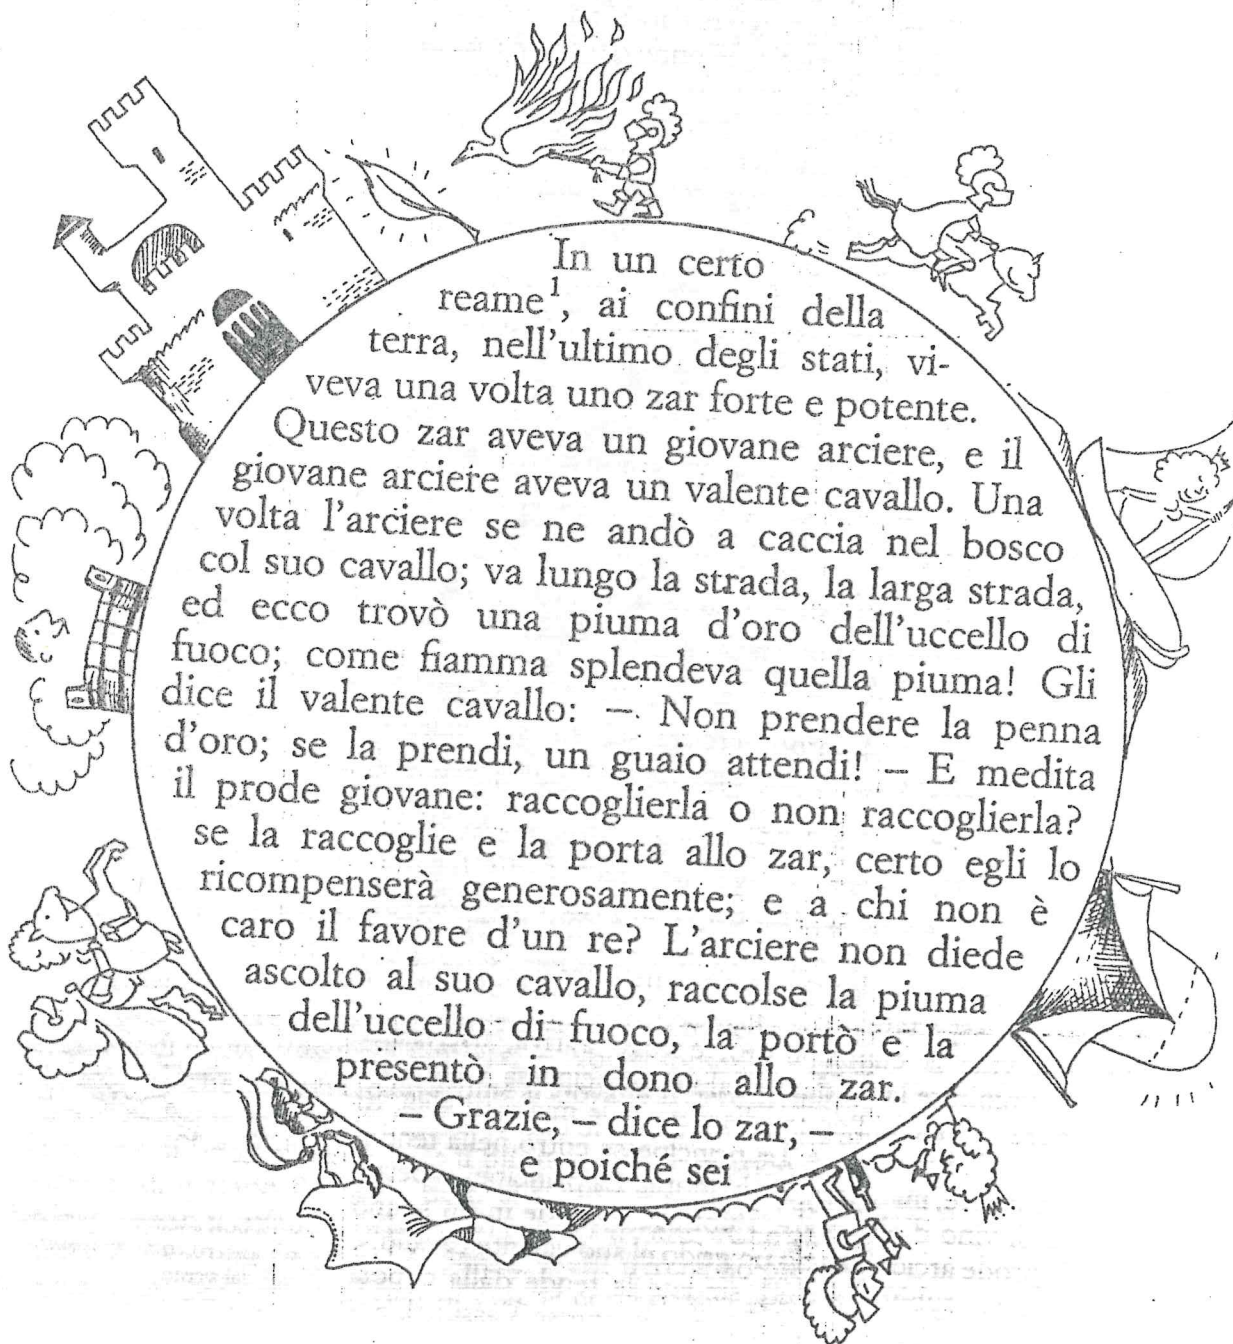 In un certo
reame¹, ai confini della
terra, nell'ultimo degli stati, vi-
veva una volta uno zar forte e potente.
Questo zar aveva un giovane arciere, e il
giovane arciere aveva un valente cavallo. Una
volta l'arciere se ne andò a caccia nel bosco
col suo cavallo; va lungo la strada, la larga strada,
ed ecco trovò una piuma d'oro dell'uccello di
fuoco; come fiamma splendeva quella piuma! Gli
dice il valente cavallo: – Non prendere la penna
d'oro; se la prendi, un guaio attendi! – E medita
il prode giovane: raccoglierla o non raccoglierla?
se la raccoglie e la porta allo zar, certo egli lo
ricompenserà generosamente; e a chi non è
caro il favore d'un re? L'arciere non diede
ascolto al suo cavallo, raccolse la piuma
dell'uccello di fuoco, la portò e la
presentò in dono allo zar.
– Grazie, – dice lo zar, –
e poiché sei